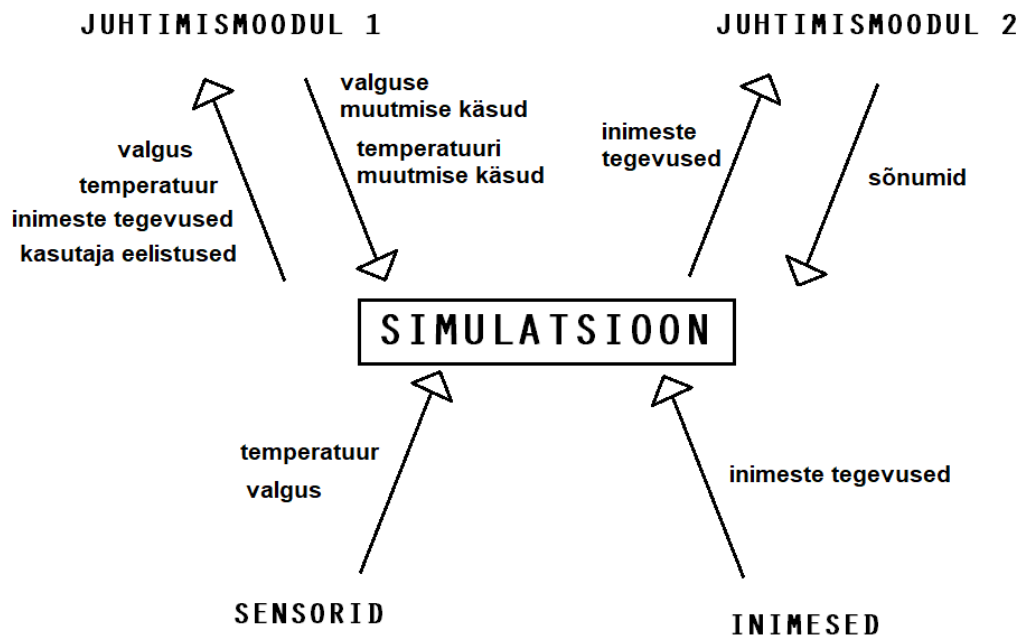 JUHTIMISMOODUL 1
JUHTIMISMOODUL 2
valguse
muutmise käsud
temperatuuri
muutmise käsud
valgus
temperatuur
inimeste tegevused
kasutaja eelistused
inimeste
tegevused
sõnumid
SIMULATSIOON
temperatuur
valgus
inimeste tegevused
SENSORID
INIMESED